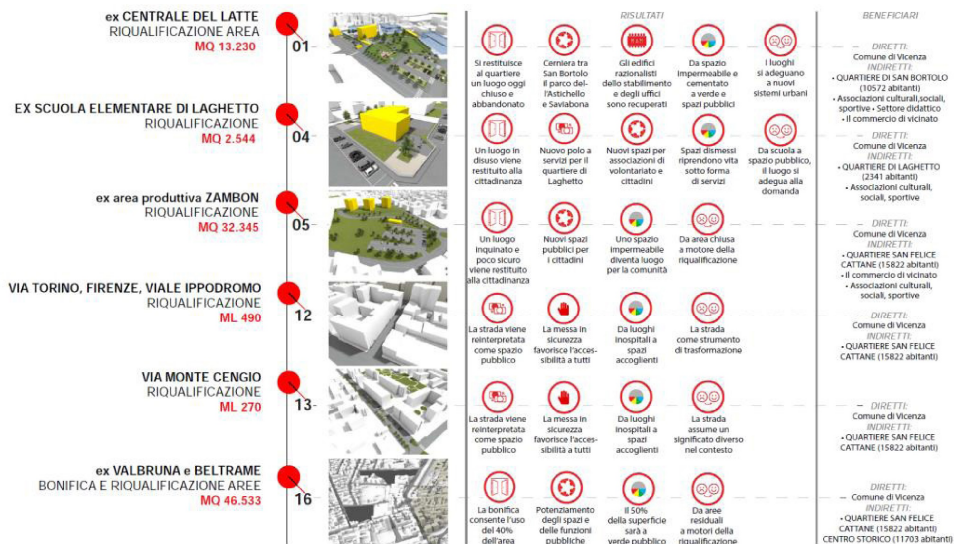 RISULTATI
BENEFICIARI
ex CENTRALE DEL LATTE
RIQUALIFICAZIONE AREA
MQ 13.230
01
Si restituisce
al quartiere
un luogo oggi
chiuso e
abbandonato
Cerniera tra
San Bortolo
il parco del-
l'Astichello
e Saviabona
Gli edifici
razionalisti
dello stabilimento
e degli uffici
sono recuperati
Da spazio
impermeabile e
cementato
a verde e
spazi pubblici
I luoghi
si adeguano
a nuovi
sistemi urbani
DIRETTI:
Comune di Vicenza
INDIRETTI:
• QUARTIERE DI SAN BORTOLO
(10572 abitanti)
• Associazioni culturali,sociali,
sportive • Settore didattico
• Il commercio di vicinato
EX SCUOLA ELEMENTARE DI LAGHETTO
RIQUALIFICAZIONE
MQ 2.544
04
Un luogo in
disuso viene
restituito alla
cittadinanza
Nuovo polo a
servizi per il
quartiere di
Laghetto
Nuovi spazi per
associazioni di
volontariato e
cittadini
Spazi dismessi
riprendono vita
sotto forma
di servizi
Da scuola a
spazio pubblico,
il luogo si
adegua alla
domanda
DIRETTI:
Comune di Vicenza
INDIRETTI:
• QUARTIERE DI LAGHETTO
(2341 abitanti)
• Associazioni culturali,
sociali, sportive
ex area produttiva ZAMBON
RIQUALIFICAZIONE
MQ 32.345
05
Un luogo
inquinato e
poco sicuro
viene restituito
alla cittadinanza
Nuovi spazi
pubblici per
i cittadini
Uno spazio
impermeabile
diventa luogo
per la comunità
Da area chiusa
a motore della
riqualificazione
DIRETTI:
Comune di Vicenza
INDIRETTI:
• QUARTIERE SAN FELICE
CATTANE (15822 abitanti)
• Il commercio di vicinato
• Associazioni culturali,
sociali, sportive
VIA TORINO, FIRENZE, VIALE IPPODROMO
RIQUALIFICAZIONE
ML 490
12
La strada viene
reinterpretata
come spazio
pubblico
La messa in
sicurezza
favorisce l'acces-
sibilità a tutti
Da luoghi
inospitali a
spazi
accoglienti
La strada
come strumento
di trasformazione
DIRETTI:
Comune di Vicenza
INDIRETTI:
• QUARTIERE SAN FELICE
CATTANE (15822 abitanti)
VIA MONTE CENGIO
RIQUALIFICAZIONE
ML 270
13
La strada viene
reinterpretata
come spazio
pubblico
La messa in
sicurezza
favorisce l'acces-
sibilità a tutti
Da luoghi
inospitali a
spazi
accoglienti
La strada
assume un
significato diverso
nel contesto
DIRETTI:
Comune di Vicenza
INDIRETTI:
• QUARTIERE SAN FELICE
CATTANE (15822 abitanti)
ex VALBRUNA e BELTRAME
BONIFICA E RIQUALIFICAZIONE AREE
MQ 46.533
16
La bonifica
consente l'uso
del 40%
dell'area
Potenziamento
degli spazi e
delle funzioni
pubbliche
Il 50%
della superficie
sarà a
verde pubblico
Da aree
residuali
a motori della
riqualificazione
DIRETTI:
Comune di Vicenza
INDIRETTI:
• QUARTIERE SAN FELICE
CATTANE (15822 abitanti)
CENTRO STORICO (11703 abitanti)